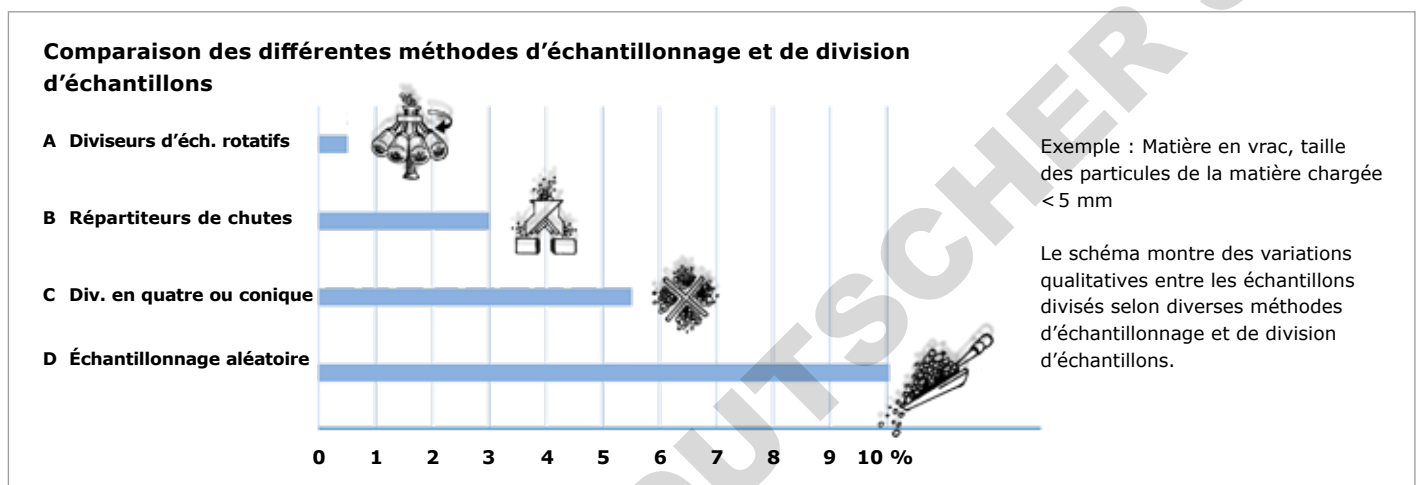 Comparaison des différentes méthodes d'échantillonnage et de division
d'échantillons
A Diviseurs d'éch. rotatifs
B Répartiteurs de chutes
C Div. en quatre ou conique
D Échantillonnage aléatoire
0 1 2 3 4 5 6 7 8 9 10 %
Exemple : Matière en vrac, taille
des particules de la matière chargée
< 5 mm
Le schéma montre des variations
qualitatives entre les échantillons
divisés selon diverses méthodes
d'échantillonnage et de division
d'échantillons.